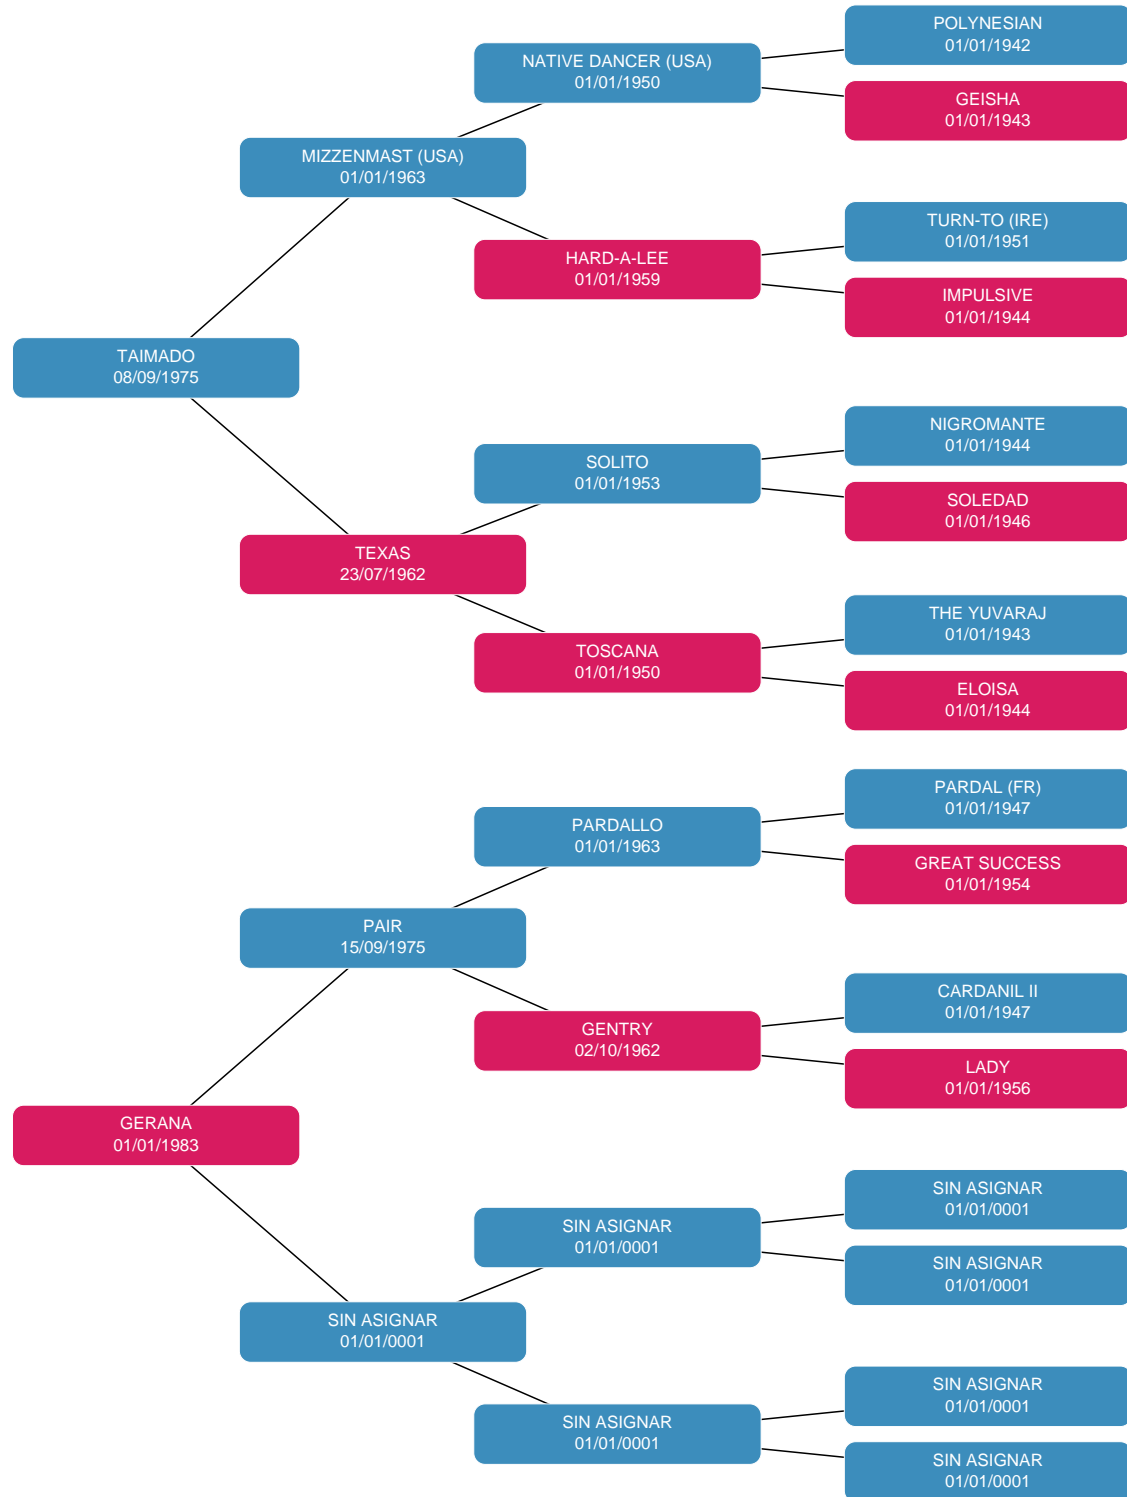 POLYNESIAN
01/01/1942
NATIVE DANCER (USA)
01/01/1950
GEISHA
01/01/1943
MIZZENMAST (USA)
01/01/1963
TURN-TO (IRE)
01/01/1951
HARD-A-LEE
01/01/1959
IMPULSIVE
01/01/1944
TAIMADO
08/09/1975
NIGROMANTE
01/01/1944
SOLITO
01/01/1953
SOLEDAD
01/01/1946
TEXAS
23/07/1962
THE YUVARAJ
01/01/1943
TOSCANA
01/01/1950
ELOISA
01/01/1944
PARDAL (FR)
01/01/1947
PARDALLO
01/01/1963
GREAT SUCCESS
01/01/1954
PAIR
15/09/1975
CARDANIL II
01/01/1947
GENTRY
02/10/1962
LADY
01/01/1956
GERANA
01/01/1983
SIN ASIGNAR
01/01/0001
SIN ASIGNAR
01/01/0001
SIN ASIGNAR
01/01/0001
SIN ASIGNAR
01/01/0001
SIN ASIGNAR
01/01/0001
SIN ASIGNAR
01/01/0001
SIN ASIGNAR
01/01/0001